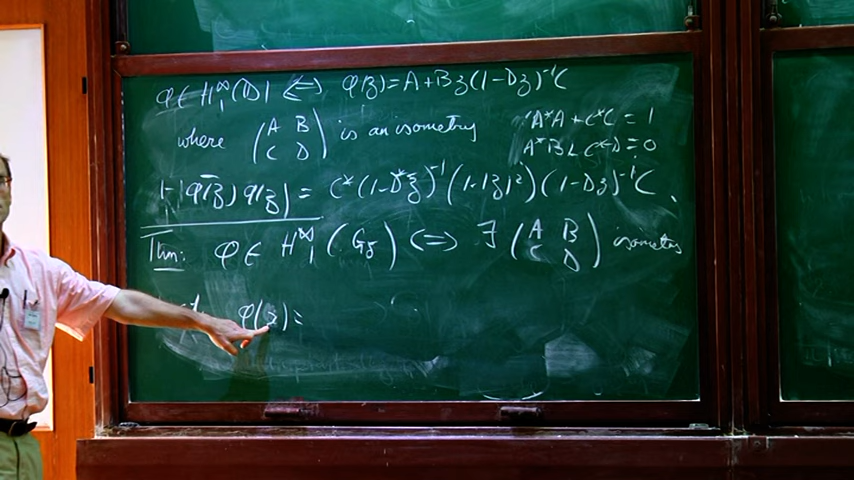 φ ∈ H₁^∞(D) ⇔ φ(z) = A + Bz(1-Dz)⁻¹C
where (A B / C D) is an isometry
A*A + C*C = 1
A*B + C*D = 0
1 - \overline{φ(z)} φ(z) = C*(1-D*\bar{z})⁻¹(1-|z|²)(1-Dz)⁻¹C.
Thm: φ ∈ H₁^∞(G_δ) ⇔ ∃ (A B / C D) isometry
φ(z) =